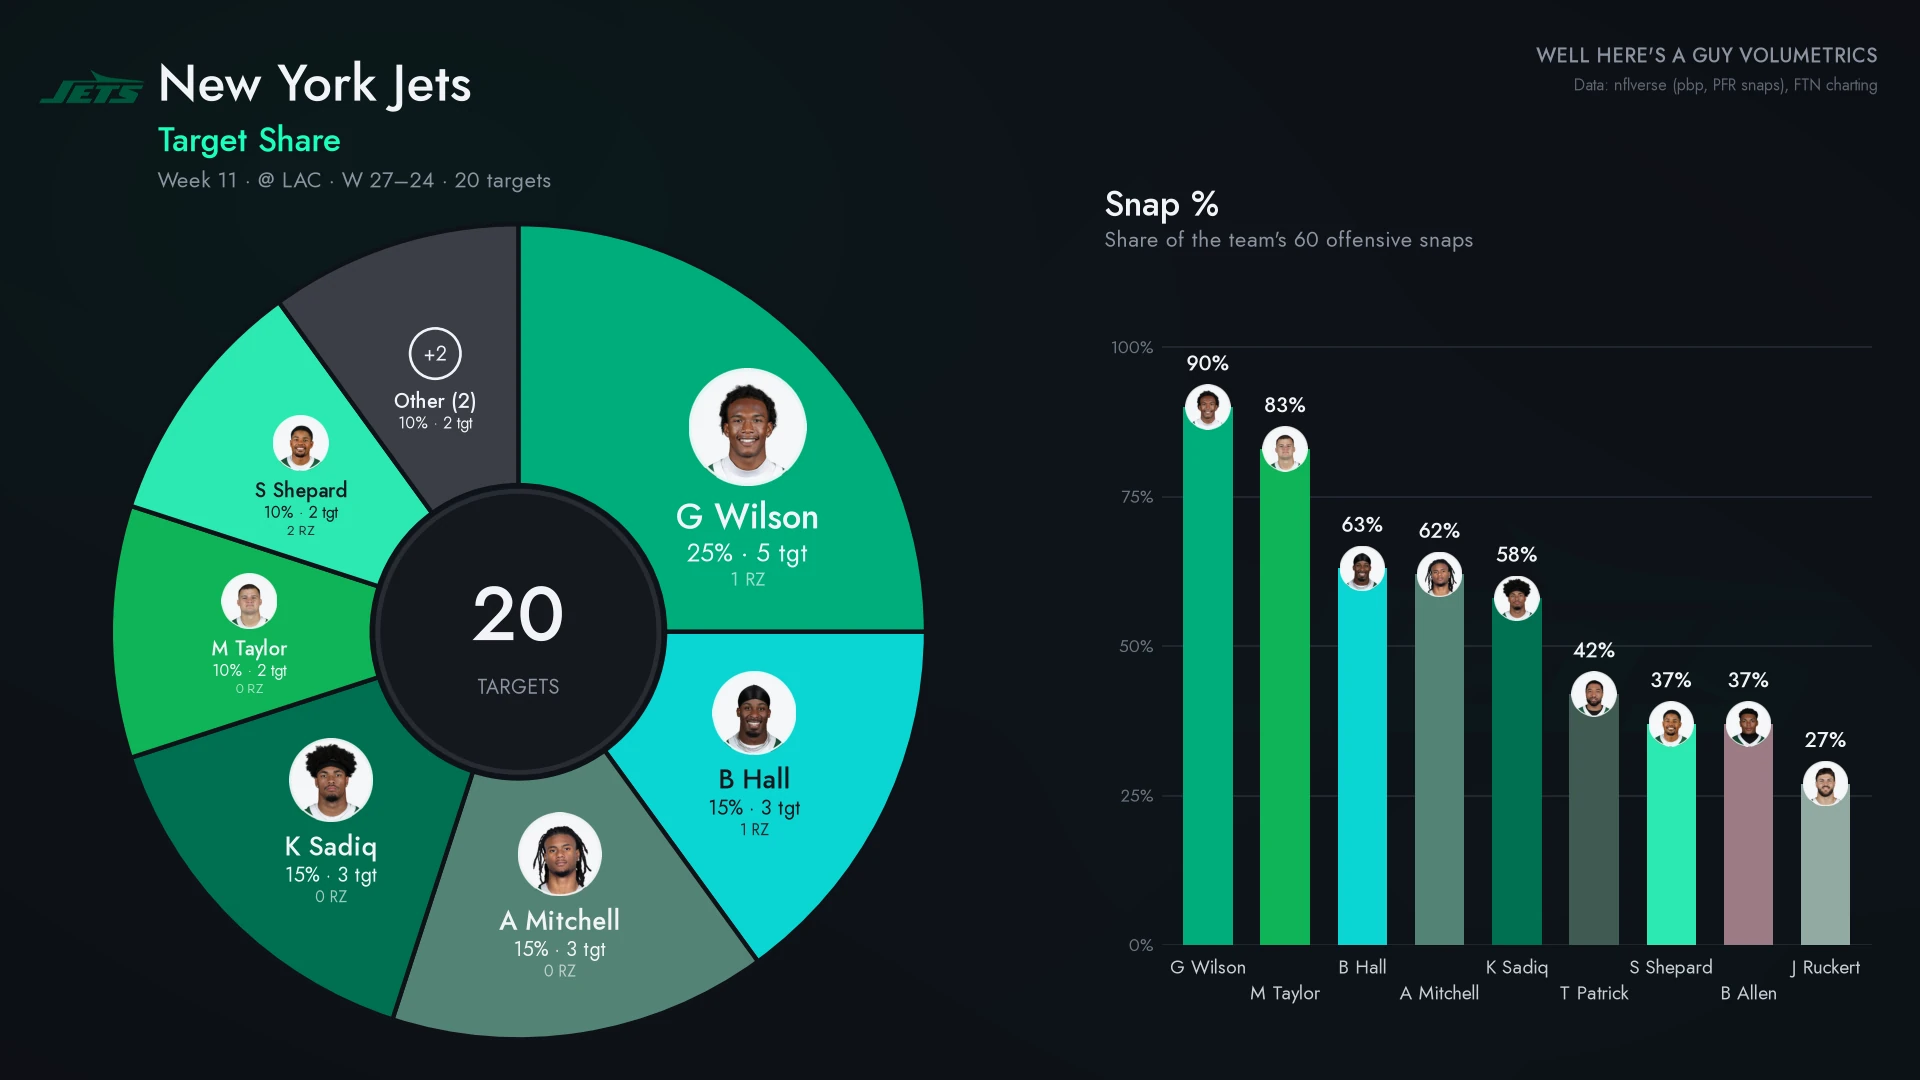 JETS
New York Jets
Target Share
Week 11 · @ LAC · W 27–24 · 20 targets
WELL HERE'S A GUY VOLUMETRICS
Data: nflverse (pbp, PFR snaps), FTN charting
+2
Other (2)
10% · 2 tgt
G Wilson
25% · 5 tgt
1 RZ
S Shepard
10% · 2 tgt
2 RZ
M Taylor
10% · 2 tgt
0 RZ
20
TARGETS
B Hall
15% · 3 tgt
1 RZ
K Sadiq
15% · 3 tgt
0 RZ
A Mitchell
15% · 3 tgt
0 RZ
Snap %
Share of the team's 60 offensive snaps
100%
75%
50%
25%
0%
90%
83%
63%
62%
58%
42%
37%
37%
27%
G Wilson
M Taylor
B Hall
A Mitchell
K Sadiq
T Patrick
S Shepard
B Allen
J Ruckert